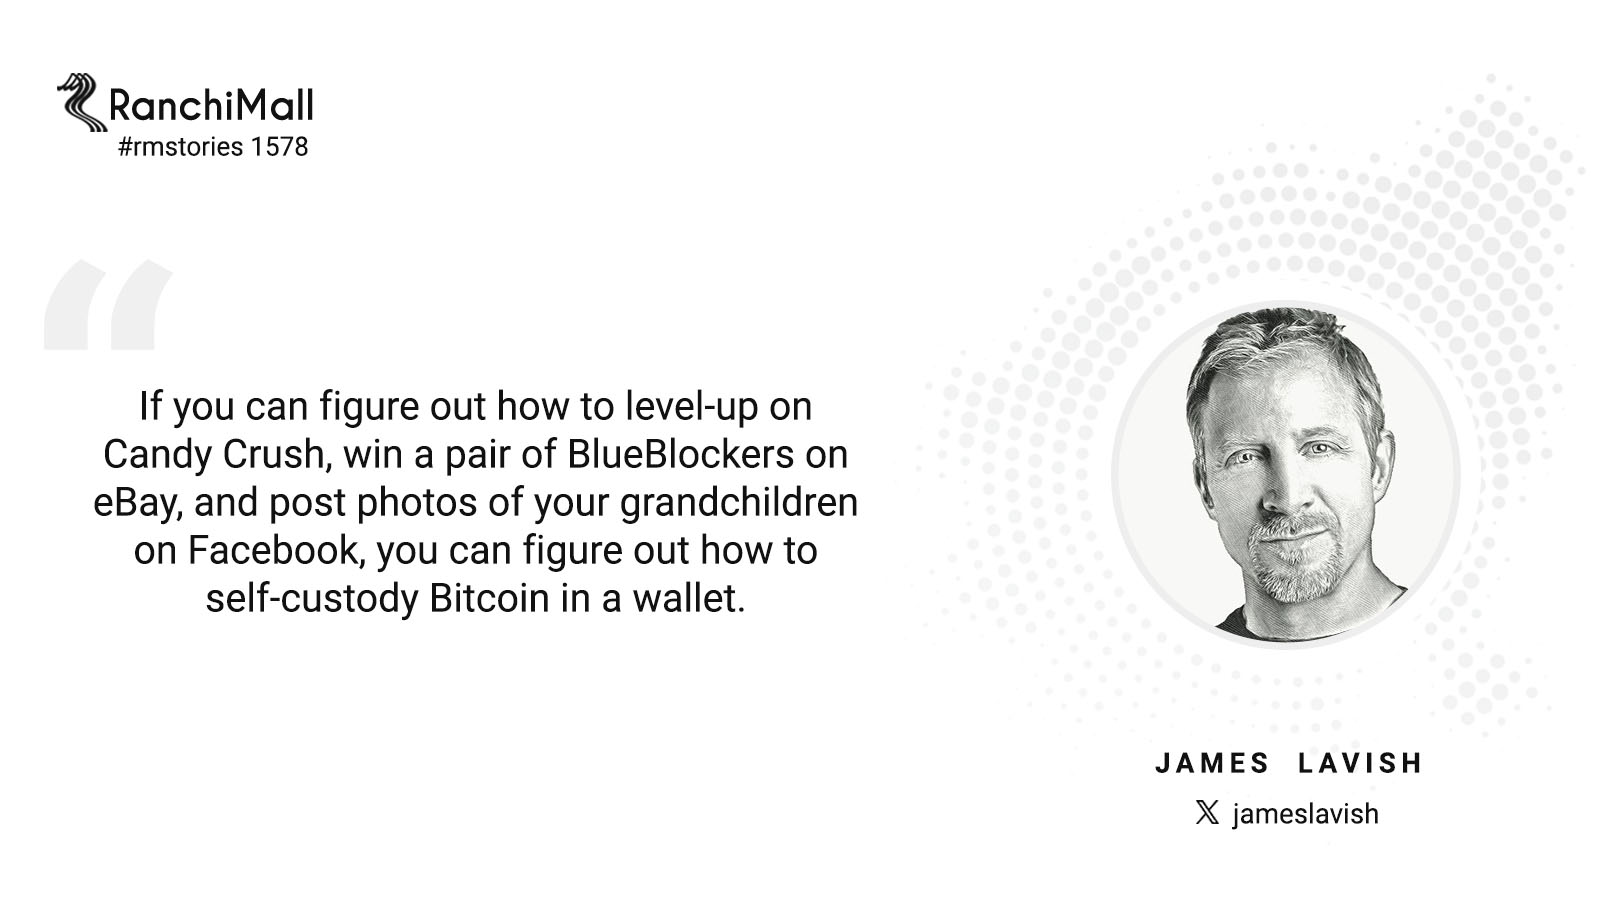 RanchiMall
#rmstories 1578
“
If you can figure out how to level-up on
Candy Crush, win a pair of BlueBlockers on
eBay, and post photos of your grandchildren
on Facebook, you can figure out how to
self-custody Bitcoin in a wallet.
JAMES LAVISH
𝕏 jameslavish